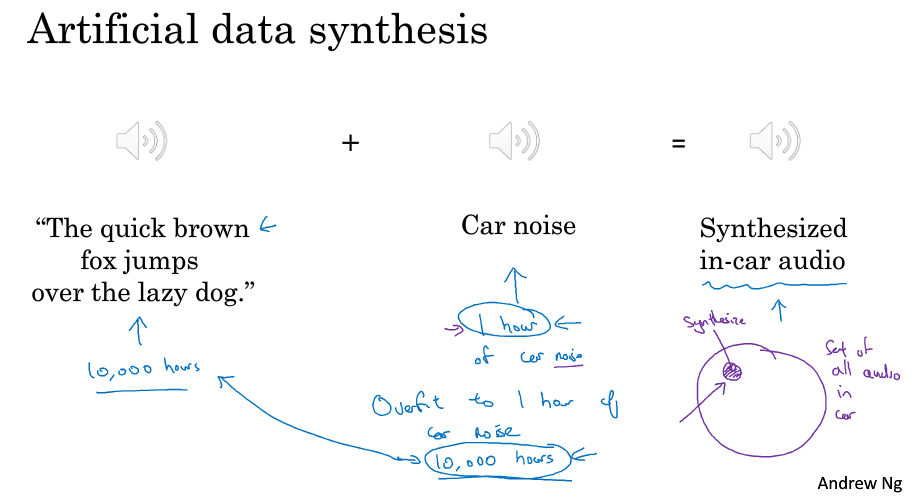 Artificial data synthesis
+
=
“The quick brown
fox jumps
over the lazy dog.”
10,000 hours
Car noise
1 hour
of car noise
Overfit to 1 hour of
car noise
10,000 hours
Synthesized
in-car audio
Synthesize
Set of
all audio
in
car
Andrew Ng